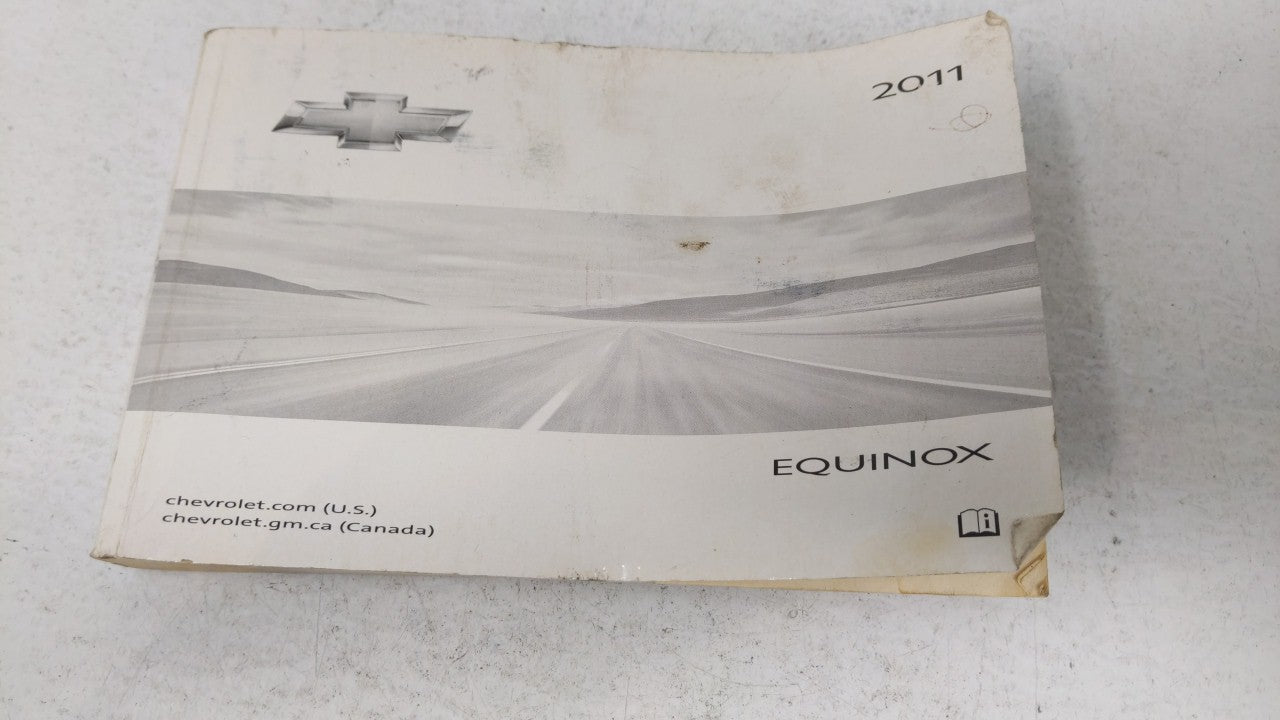 2011
EQUINOX
chevrolet.com (U.S.)
chevrolet.gm.ca (Canada)
i